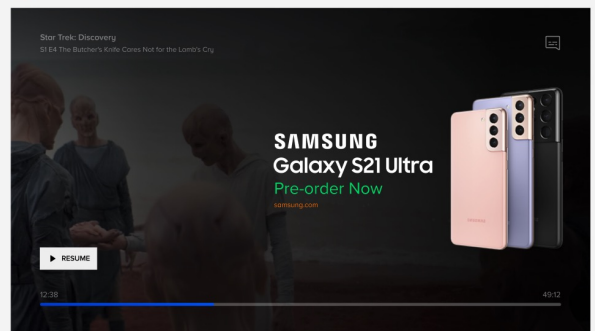 Star Trek: Discovery
S1 E4 The Butcher's Knife Cares Not for the Lamb's Cry
SAMSUNG
Galaxy S21 Ultra
Pre-order Now
samsung.com
SAMSUNG
RESUME
12:38
49:12